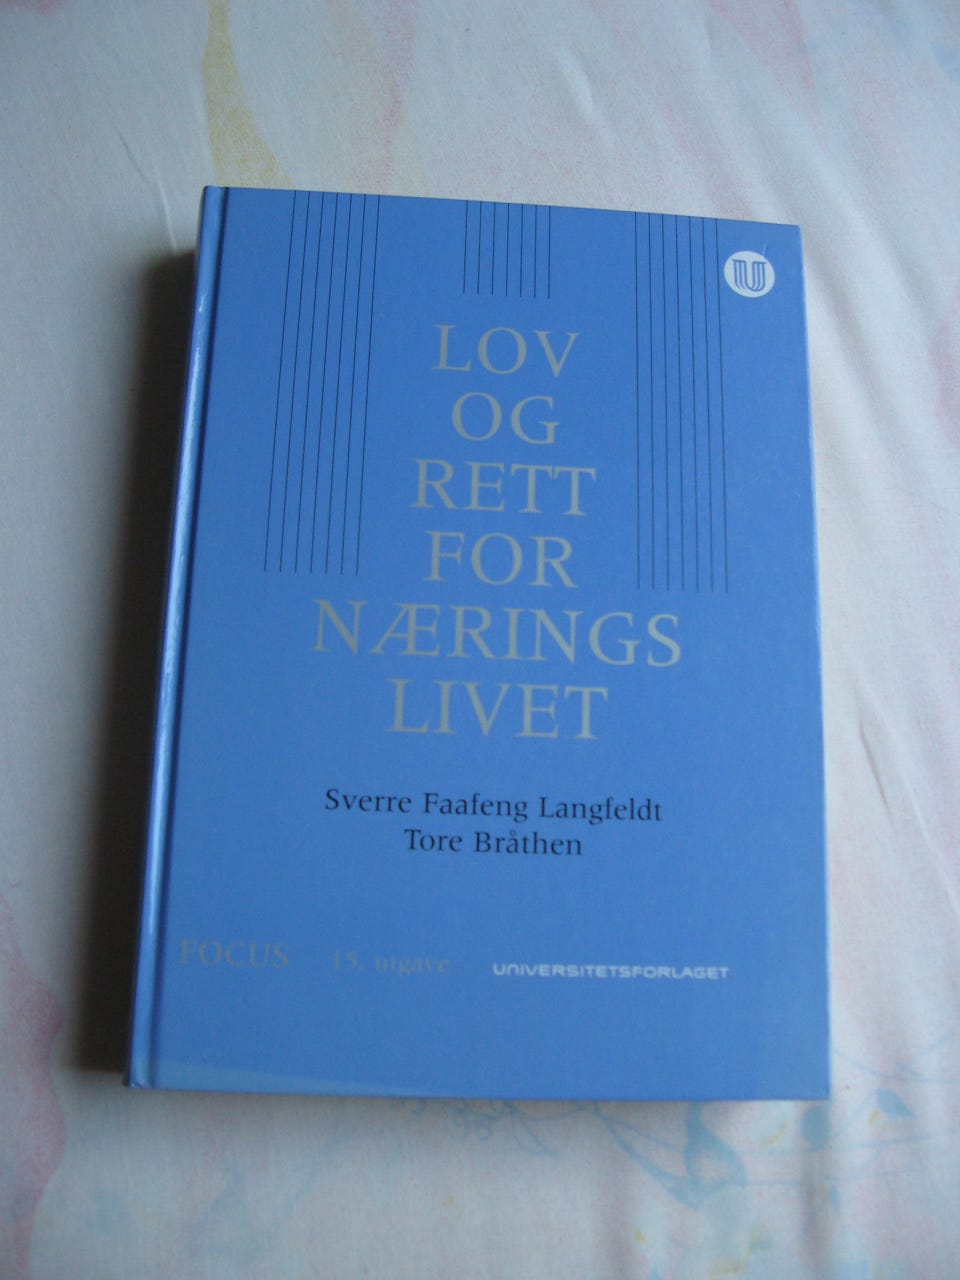 U
LOV
OG
RETT
FOR
NÆRINGS
LIVET
Sverre Faafeng Langfeldt
Tore Bråthen
FOCUS 15. utgave UNIVERSITETSFORLAGET